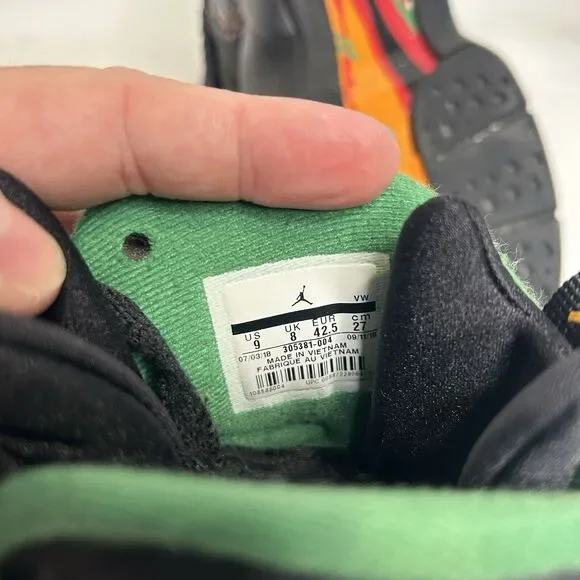 VW
US UK EUR cm
9 8 42.5 27
07/03/18 305381-004 09/11/18
MADE IN VIETNAM
FABRIQUE AU VIETNAM
UPC